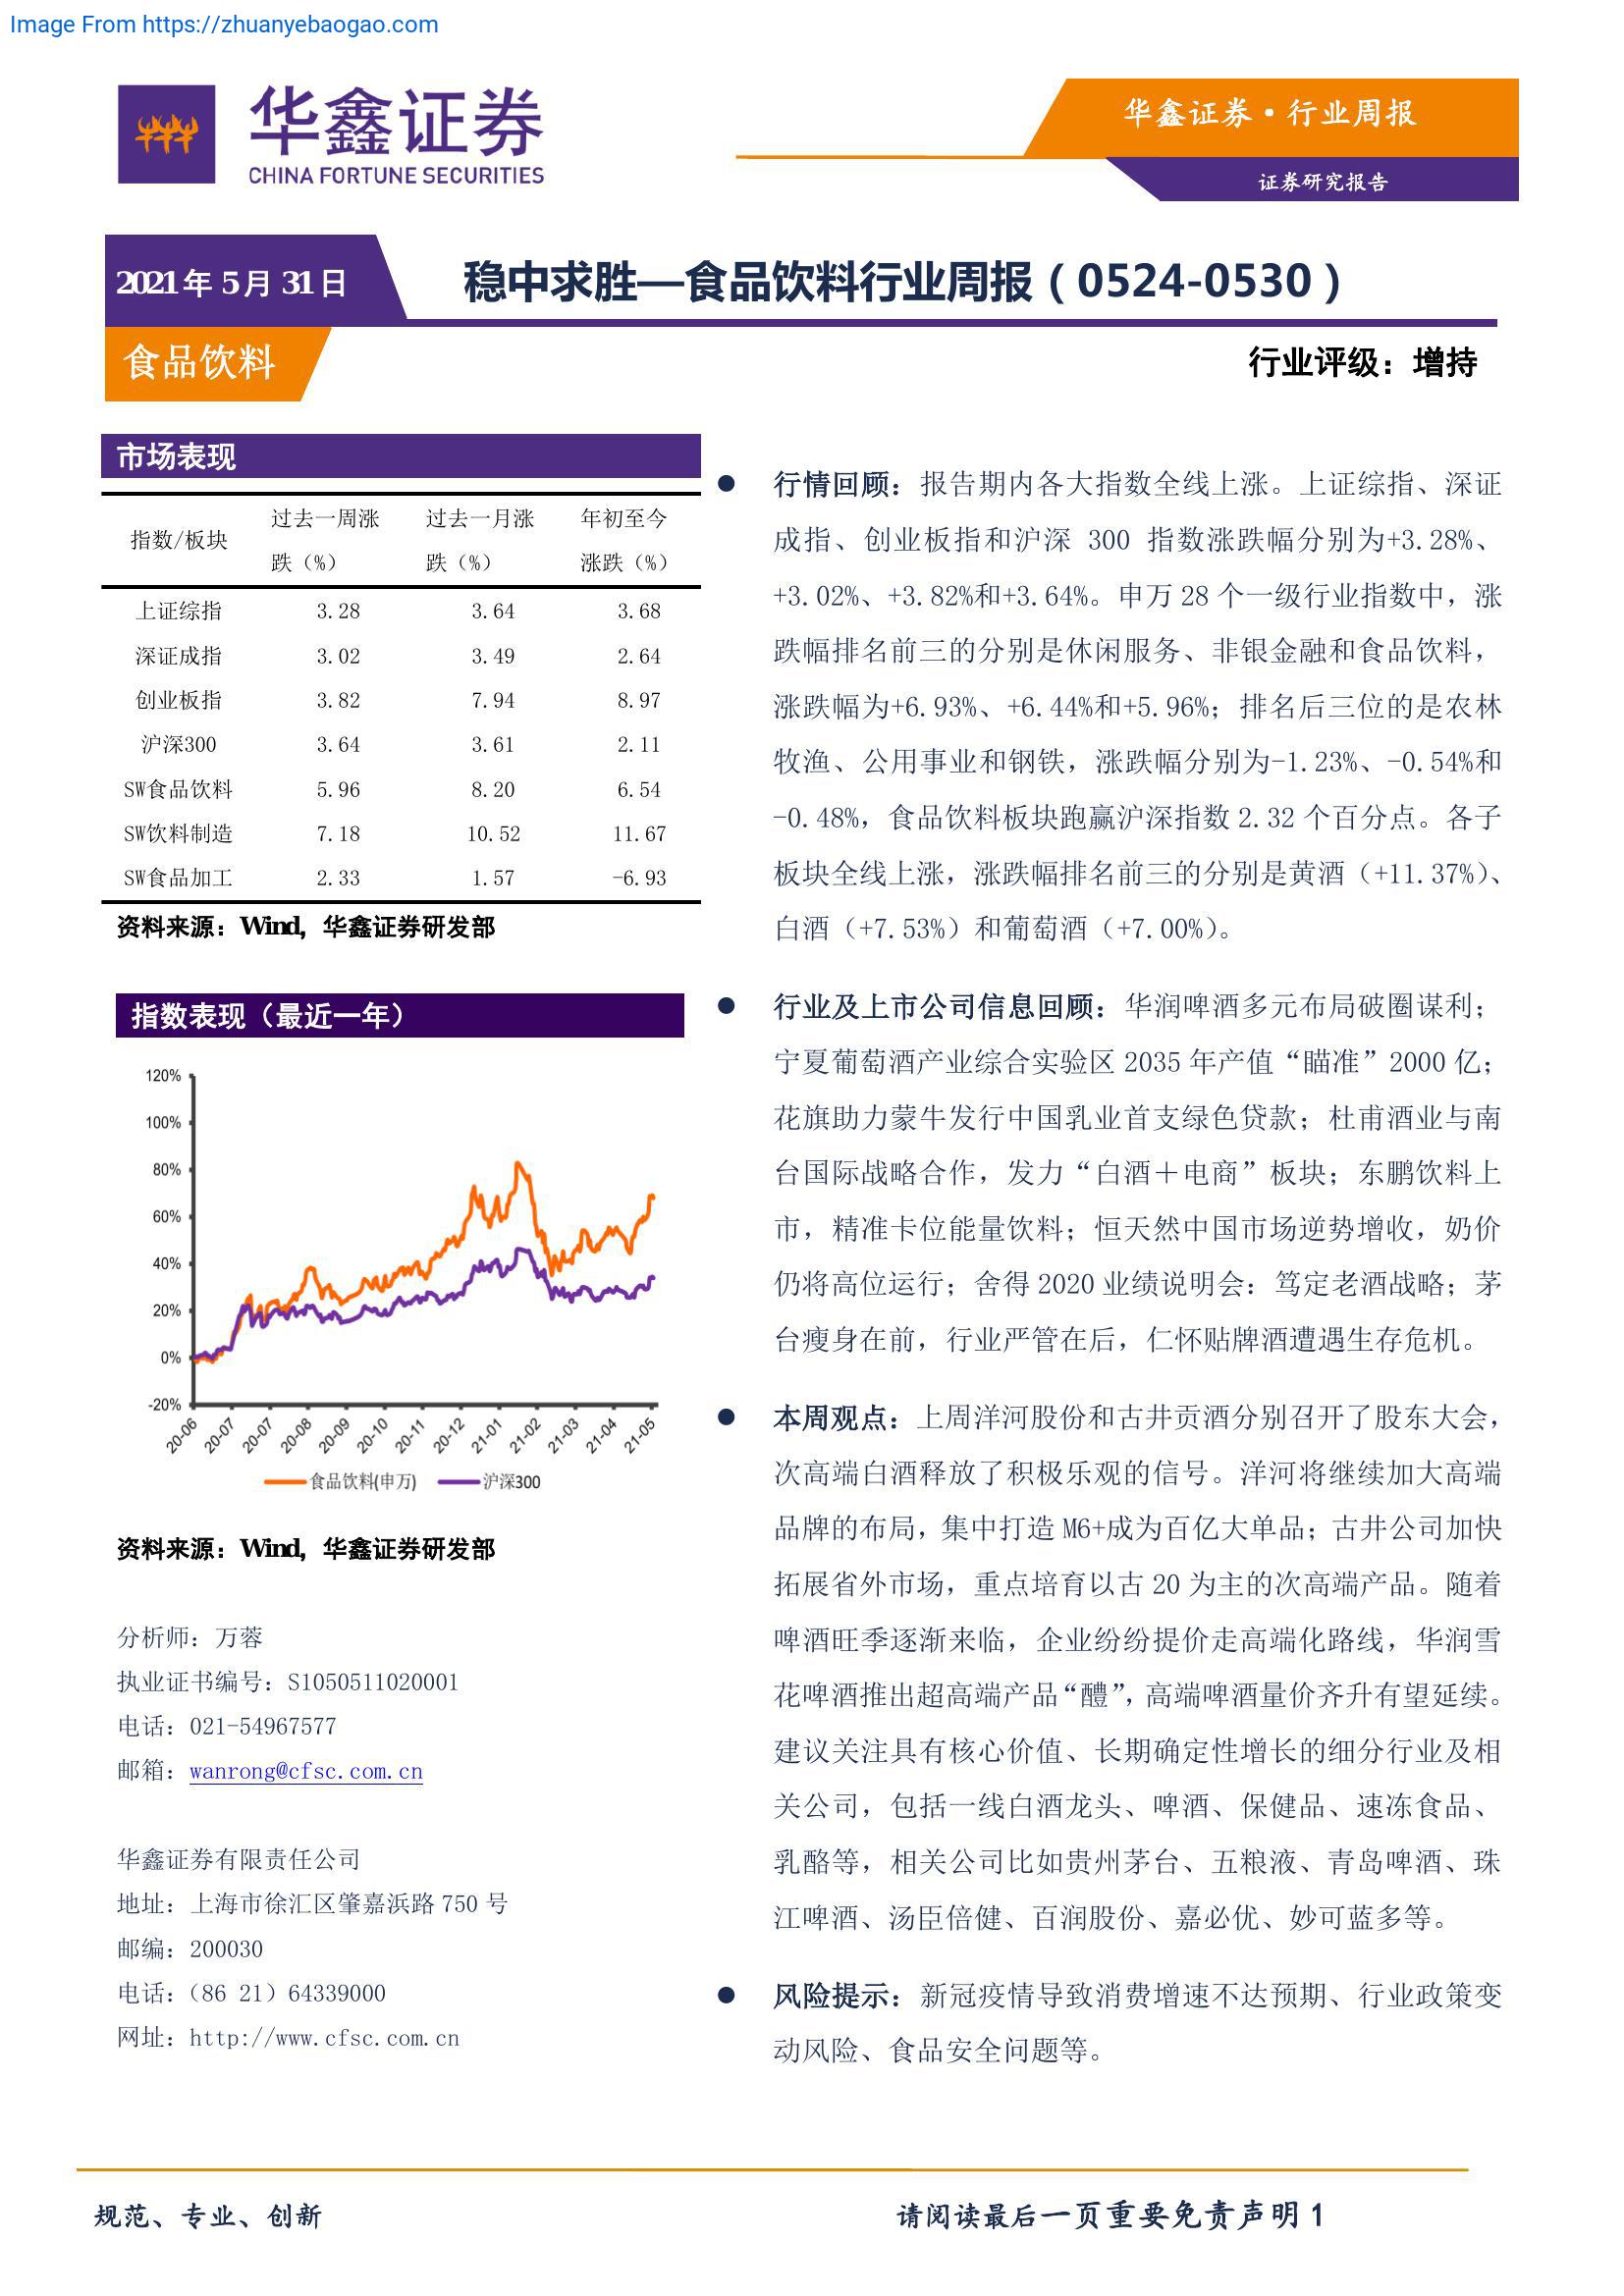 Image From https://zhuanyebaogao.com
华鑫证券
CHINA FORTUNE SECURITIES
华鑫证券·行业周报
证券研究报告
2021年5月31日
稳中求胜—食品饮料行业周报（0524-0530）
食品饮料
行业评级：增持
市场表现
指数/板块 过去一周涨跌（%） 过去一月涨跌（%） 年初至今涨跌（%）
上证综指 3.28 3.64 3.68
深证成指 3.02 3.49 2.64
创业板指 3.82 7.94 8.97
沪深300 3.64 3.61 2.11
SW食品饮料 5.96 8.20 6.54
SW饮料制造 7.18 10.52 11.67
SW食品加工 2.33 1.57 -6.93
资料来源：Wind，华鑫证券研发部
指数表现（最近一年）
120%
100%
80%
60%
40%
20%
0%
-20%
20-06 20-07 20-07 20-08 20-09 20-10 20-11 20-12 21-01 21-02 21-03 21-04 21-05
食品饮料(申万) 沪深300
资料来源：Wind，华鑫证券研发部
分析师：万蓉
执业证书编号：S1050511020001
电话：021-54967577
邮箱：wanrong@cfsc.com.cn
华鑫证券有限责任公司
地址：上海市徐汇区肇嘉浜路750号
邮编：200030
电话：（86 21）64339000
网址：http://www.cfsc.com.cn
● 行情回顾：报告期内各大指数全线上涨。上证综指、深证
成指、创业板指和沪深 300 指数涨跌幅分别为+3.28%、
+3.02%、+3.82%和+3.64%。申万 28 个一级行业指数中，涨
跌幅排名前三的分别是休闲服务、非银金融和食品饮料，
涨跌幅为+6.93%、+6.44%和+5.96%；排名后三位的是农林
牧渔、公用事业和钢铁，涨跌幅分别为-1.23%、-0.54%和
-0.48%，食品饮料板块跑赢沪深指数 2.32 个百分点。各子
板块全线上涨，涨跌幅排名前三的分别是黄酒（+11.37%）、
白酒（+7.53%）和葡萄酒（+7.00%）。
● 行业及上市公司信息回顾：华润啤酒多元布局破圈谋利；
宁夏葡萄酒产业综合实验区 2035 年产值“瞄准”2000 亿；
花旗助力蒙牛发行中国乳业首支绿色贷款；杜甫酒业与南
台国际战略合作，发力“白酒＋电商”板块；东鹏饮料上
市，精准卡位能量饮料；恒天然中国市场逆势增收，奶价
仍将高位运行；舍得 2020 业绩说明会：笃定老酒战略；茅
台瘦身在前，行业严管在后，仁怀贴牌酒遭遇生存危机。
● 本周观点：上周洋河股份和古井贡酒分别召开了股东大会，
次高端白酒释放了积极乐观的信号。洋河将继续加大高端
品牌的布局，集中打造 M6+成为百亿大单品；古井公司加快
拓展省外市场，重点培育以古 20 为主的次高端产品。随着
啤酒旺季逐渐来临，企业纷纷提价走高端化路线，华润雪
花啤酒推出超高端产品“醴”，高端啤酒量价齐升有望延续。
建议关注具有核心价值、长期确定性增长的细分行业及相
关公司，包括一线白酒龙头、啤酒、保健品、速冻食品、
乳酪等，相关公司比如贵州茅台、五粮液、青岛啤酒、珠
江啤酒、汤臣倍健、百润股份、嘉必优、妙可蓝多等。
● 风险提示：新冠疫情导致消费增速不达预期、行业政策变
动风险、食品安全问题等。
规范、专业、创新
请阅读最后一页重要免责声明 1